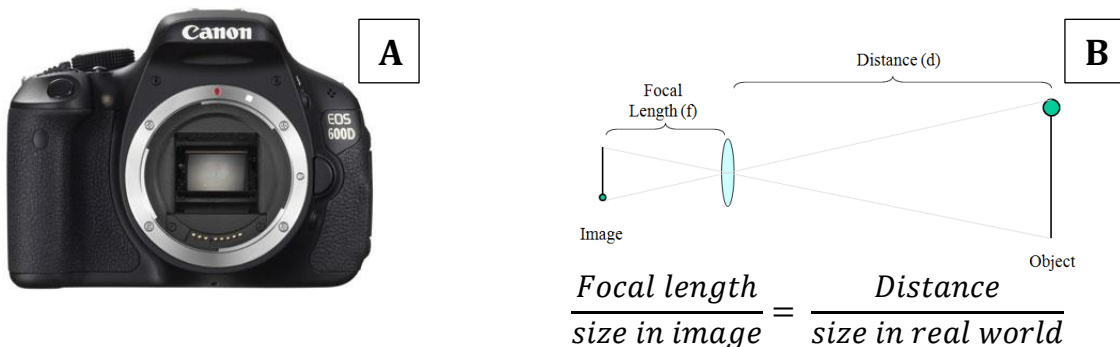 Canon
EOS
600D
A
B
Distance (d)
Focal
Length (f)
Image
Object
Focal length / size in image = Distance / size in real world